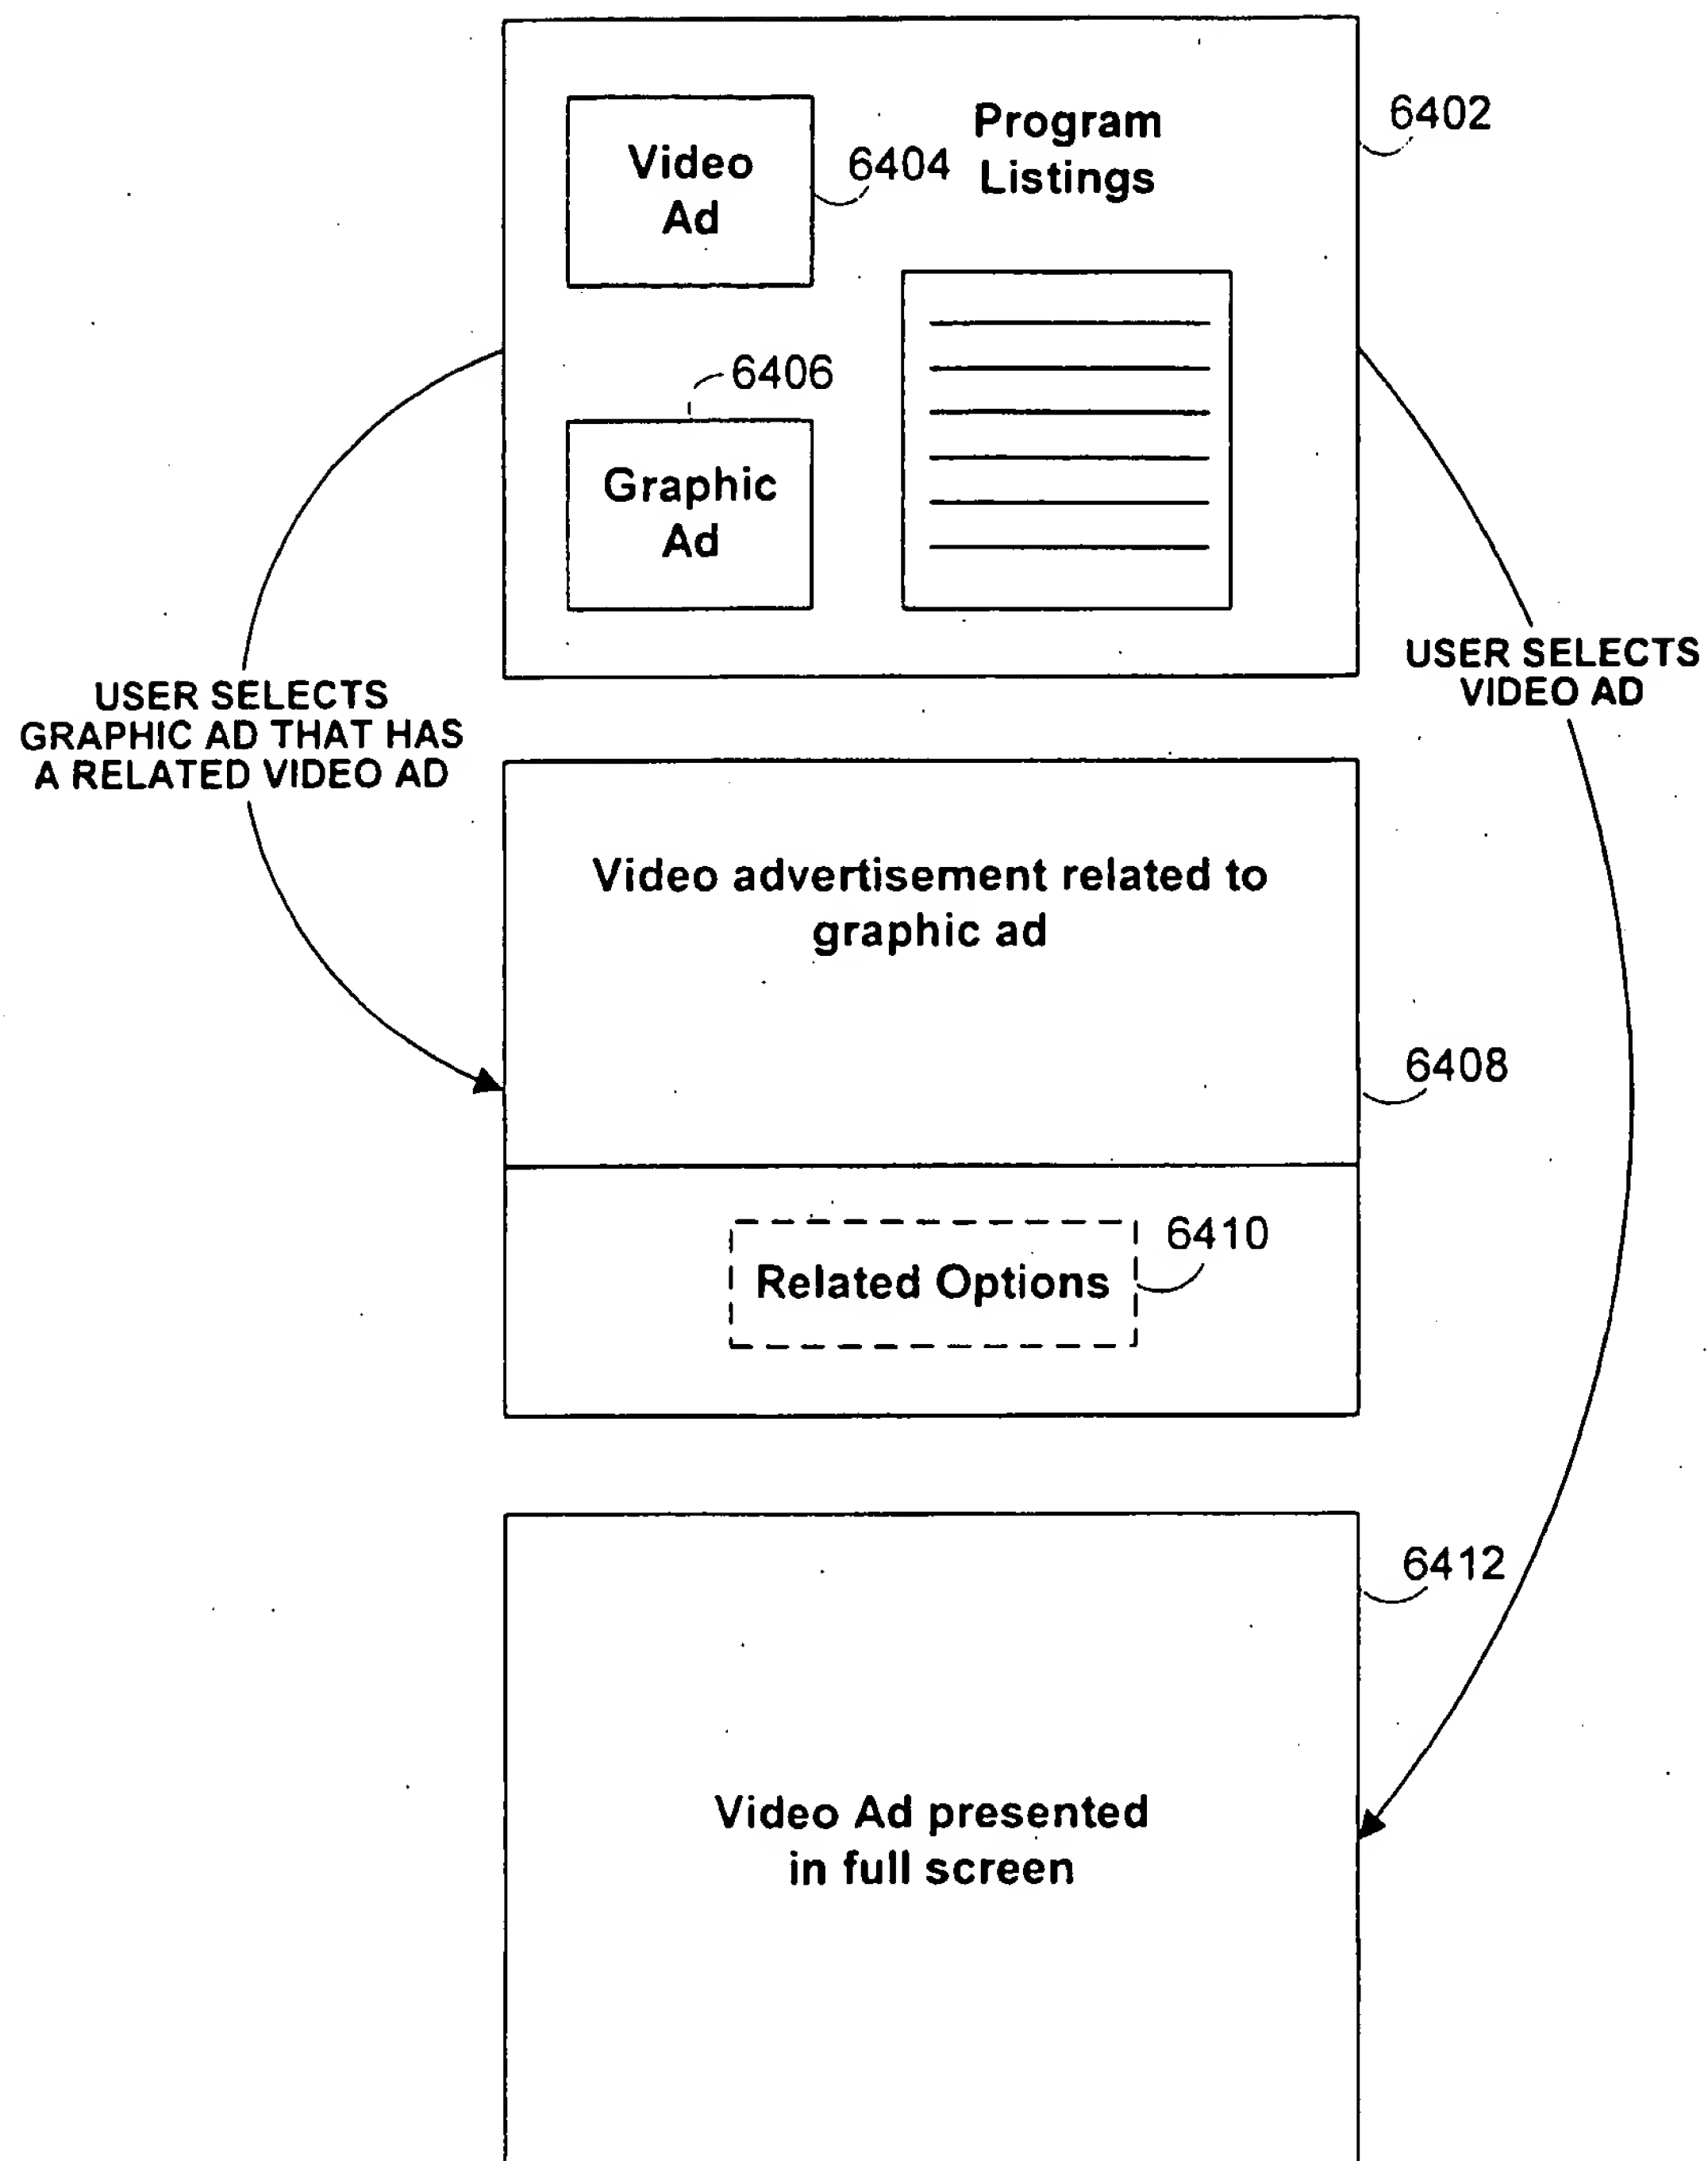 Program
Listings
6402
Video
Ad
6404
6406
Graphic
Ad
USER SELECTS
GRAPHIC AD THAT HAS
A RELATED VIDEO AD
USER SELECTS
VIDEO AD
Video advertisement related to
graphic ad
6408
6410
Related Options
6412
Video Ad presented
in full screen